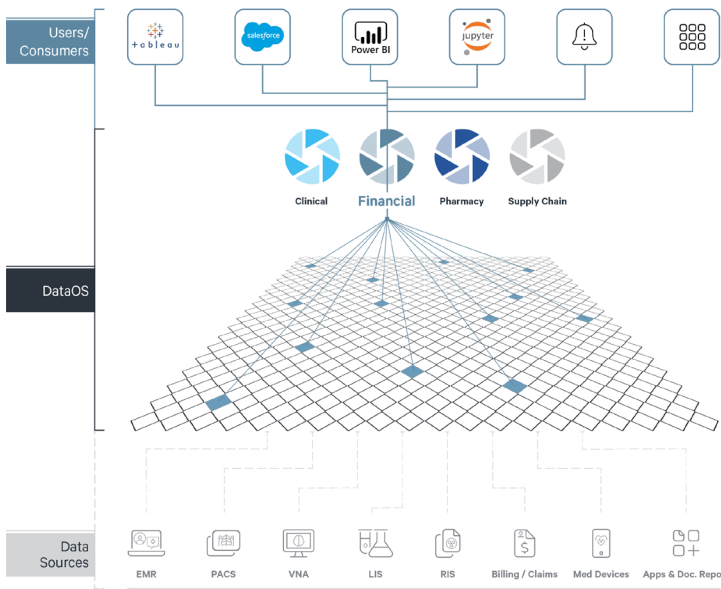 Users/
Consumers
tableau
salesforce
Power BI
jupyter
Clinical
Financial
Pharmacy
Supply Chain
DataOS
Data
Sources
EMR
PACS
VNA
LIS
RIS
Billing / Claims
Med Devices
Apps & Doc. Repo